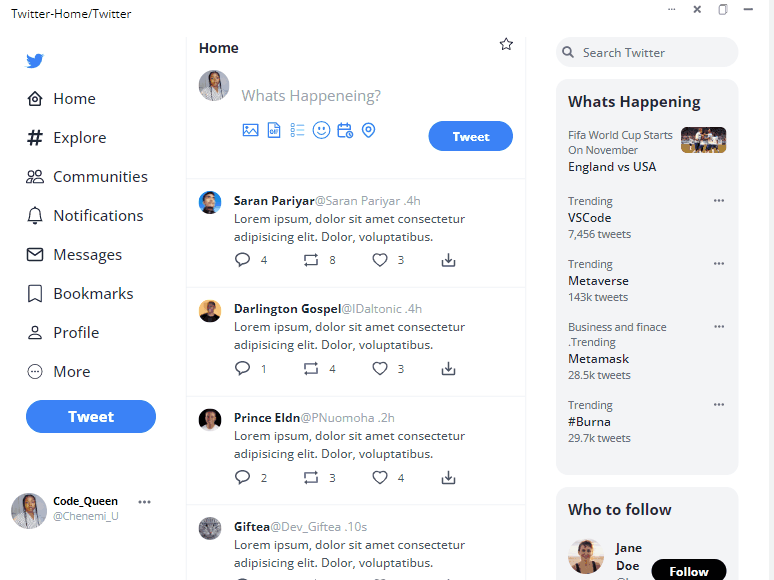 Twitter-Home/Twitter
Home
Explore
Communities
Notifications
Messages
Bookmarks
Profile
More
Tweet
Code_Queen
@Chenemi_U
Home
Whats Happeneing?
GIF
Tweet
Saran Pariyar@Saran Pariyar .4h
Lorem ipsum, dolor sit amet consectetur
adipisicing elit. Dolor, voluptatibus.
4 8 3
Darlington Gospel@IDaltonic .4h
Lorem ipsum, dolor sit amet consectetur
adipisicing elit. Dolor, voluptatibus.
1 4 3
Prince Eldn@PNuomoha .2h
Lorem ipsum, dolor sit amet consectetur
adipisicing elit. Dolor, voluptatibus.
2 3 4
Giftea@Dev_Giftea .10s
Lorem ipsum, dolor sit amet consectetur
adipisicing elit. Dolor, voluptatibus.
Search Twitter
Whats Happening
Fifa World Cup Starts
On November
England vs USA
Trending
VSCode
7,456 tweets
Trending
Metaverse
143k tweets
Business and finace
.Trending
Metamask
28.5k tweets
Trending
#Burna
29.7k tweets
Who to follow
Jane
Doe
Follow